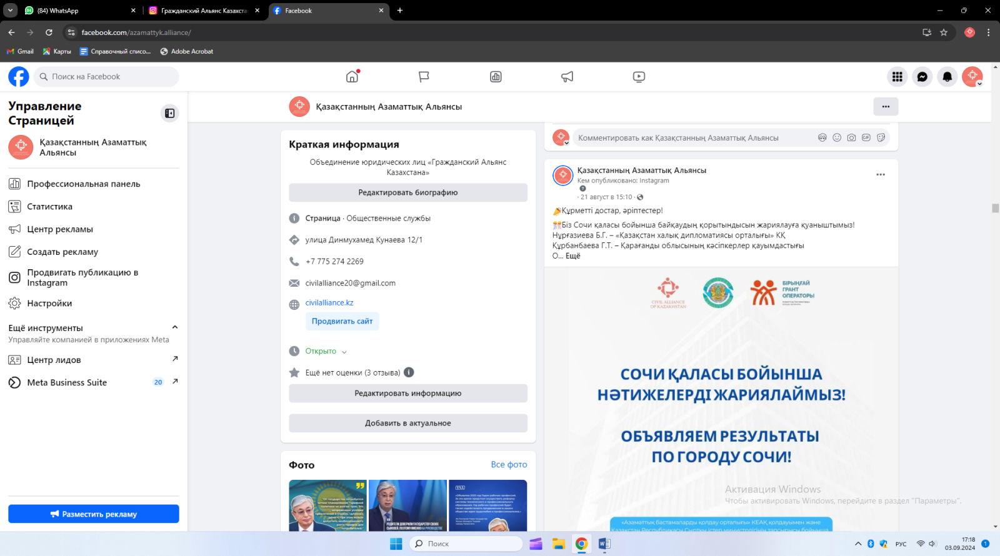 (84) WhatsApp
Гражданский Альянс Казахста
Facebook
facebook.com/azamattyk.alliance/
Gmail
Карты
Справочный списо...
Adobe Acrobat
Поиск на Facebook
Управление
Страницей
Қазақстанның Азаматтық
Альянсы
Профессиональная панель
Статистика
Центр рекламы
Создать рекламу
Продвигать публикацию в
Instagram
Настройки
Ещё инструменты
Управляйте компанией в приложениях Meta
Центр лидов
Meta Business Suite
20
Разместить рекламу
Қазақстанның Азаматтық Альянсы
Краткая информация
Объединение юридических лиц «Гражданский Альянс
Казахстана»
Редактировать биографию
Страница · Общественные службы
улица Динмухамед Кунаева 12/1
+7 775 274 2269
civilalliance20@gmail.com
civilalliance.kz
Продвигать сайт
Открыто
Ещё нет оценки (3 отзыва)
Редактировать информацию
Добавить в актуальное
Фото
Все фото
Комментировать как Қазақстанның Азаматтық Альянсы
GIF
Қазақстанның Азаматтық Альянсы
Кем опубликовано: Instagram
· 21 август в 15:10 ·
Құрметті достар, әріптестер!
Біз Сочи қаласы бойынша байқаудың қорытындысын жариялауға қуаныштымыз!
Нұрғазиева Б.Г. – «Қазақстан халық дипломатиясы орталығы» КҚ
Құрбанбаева Г.Т. – Қарағанды облысының кәсіпкерлер қауымдастығы
О... Ещё
CIVIL ALLIANCE
OF KAZAKHSTAN
БІРЫҢҒАЙ
ГРАНТ
ОПЕРАТОРЫ
СОЧИ ҚАЛАСЫ БОЙЫНША
НӘТИЖЕЛЕРДІ ЖАРИЯЛАЙМЫЗ!
ОБЪЯВЛЯЕМ РЕЗУЛЬТАТЫ
ПО ГОРОДУ СОЧИ!
Активация Windows
Чтобы активировать Windows, перейдите в раздел "Параметры".
«Азаматтық бастамаларды қолдау орталығы» КЕАҚ қолдауымен және
Қазақстан Республикасы Сыртқы істер министрлігінің тапсырысы бойынша
Поиск
РУС
17:18
03.09.2024
1